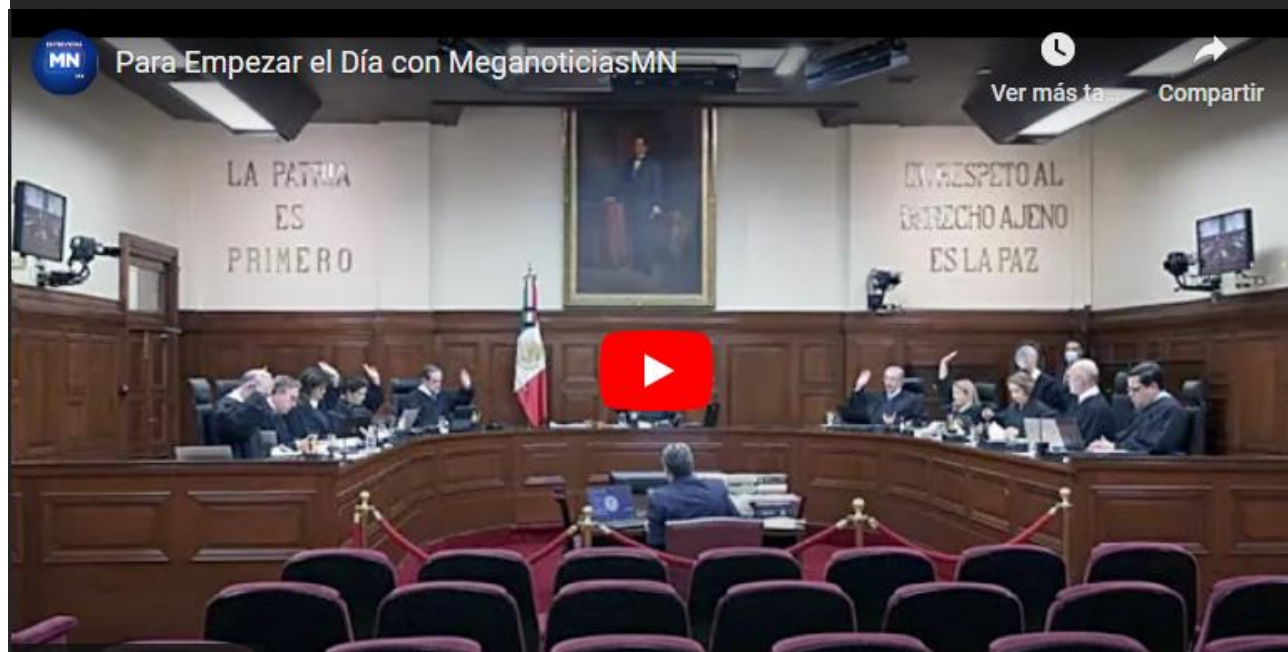 MN
Para Empezar el Día con MeganoticiasMN
Ver más ta...
Compartir
LA PATRIA
ES
PRIMERO
EL RESPETO AL
DERECHO AJENO
ES LA PAZ